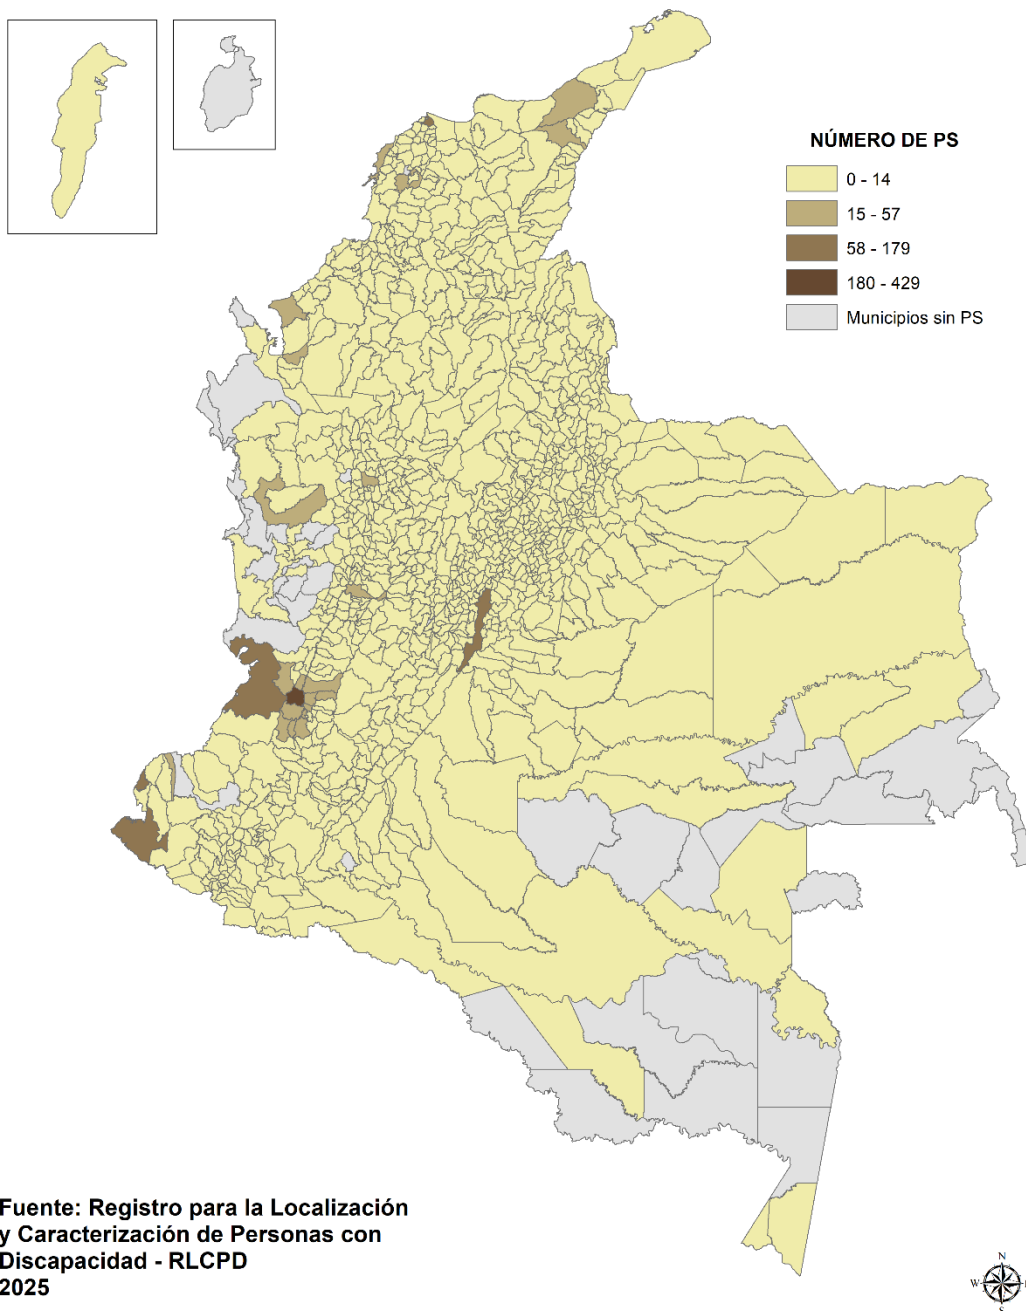 NÚMERO DE PS
0 - 14
15 - 57
58 - 179
180 - 429
Municipios sin PS
Fuente: Registro para la Localización
y Caracterización de Personas con
Discapacidad - RLCPD
2025
N
W
E
S